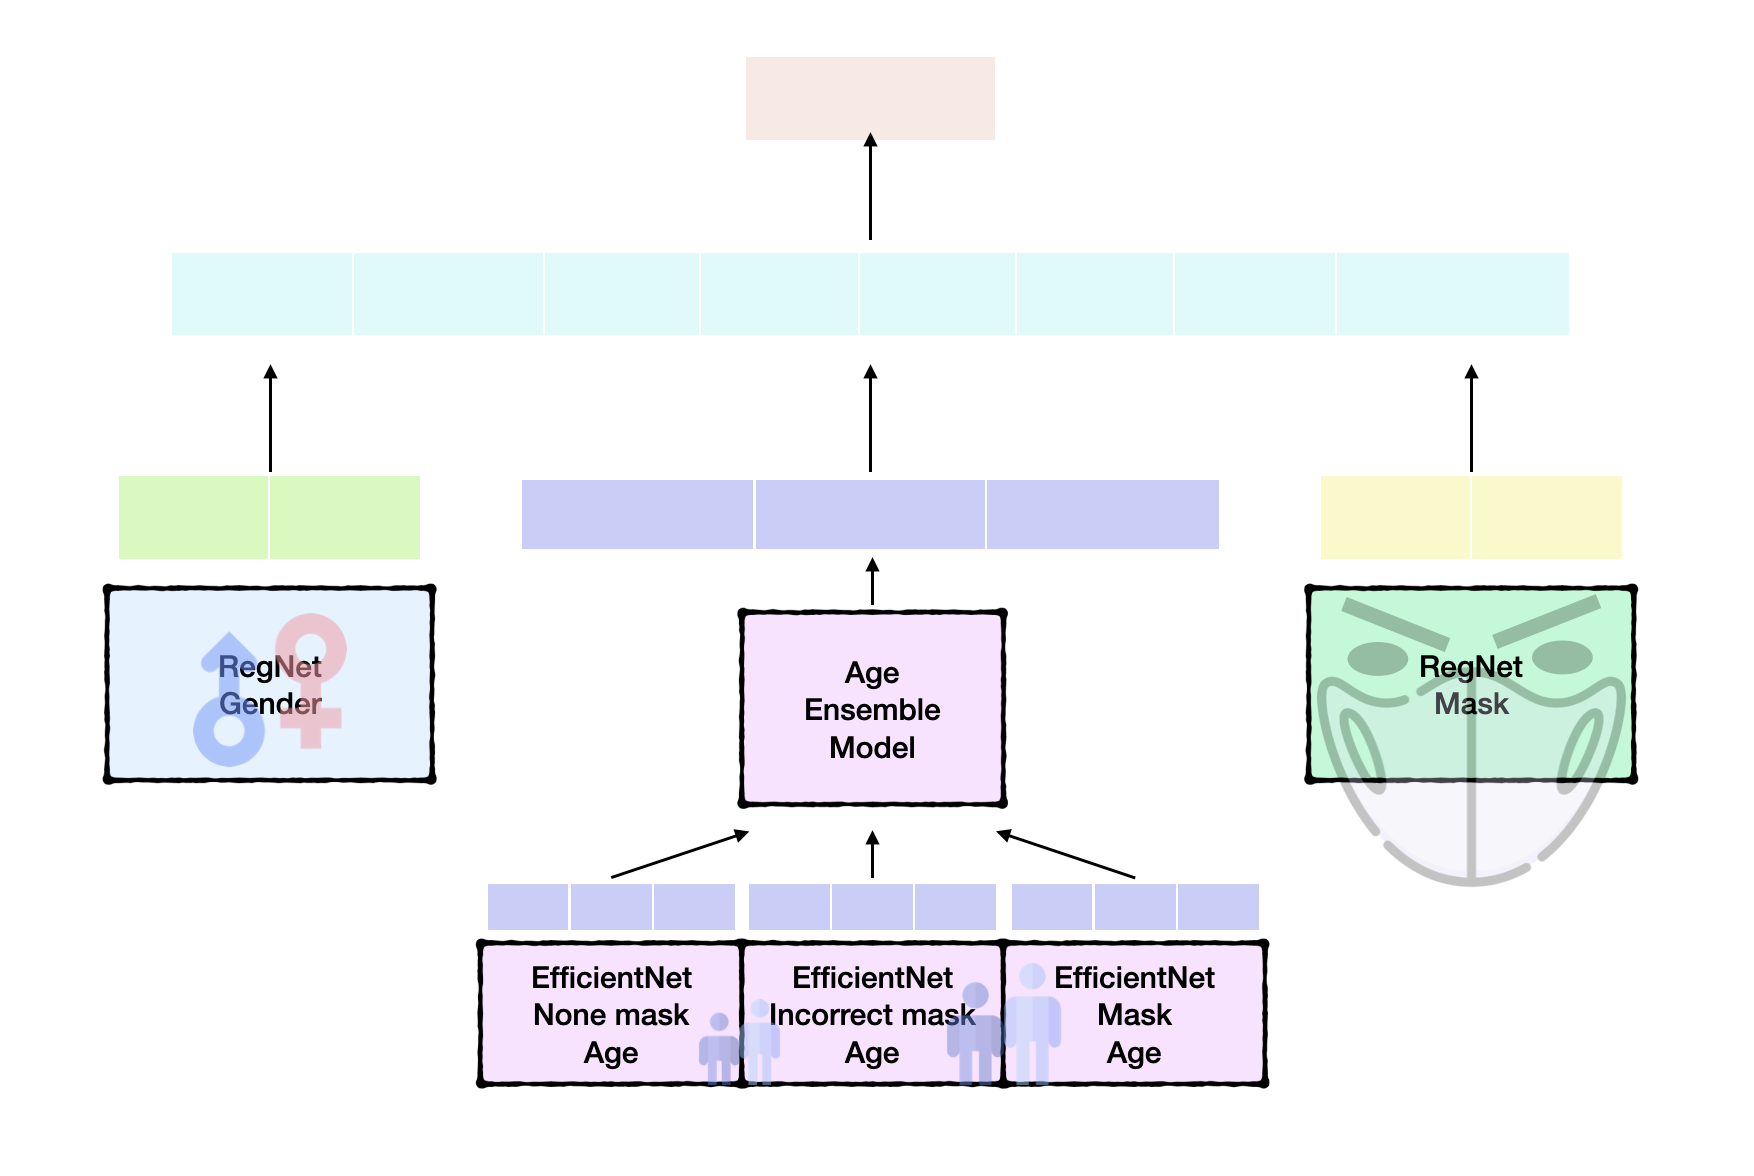 RegNet
Gender
Age
Ensemble
Model
RegNet
Mask
EfficientNet
None mask
Age
EfficientNet
Incorrect mask
Age
EfficientNet
Mask
Age